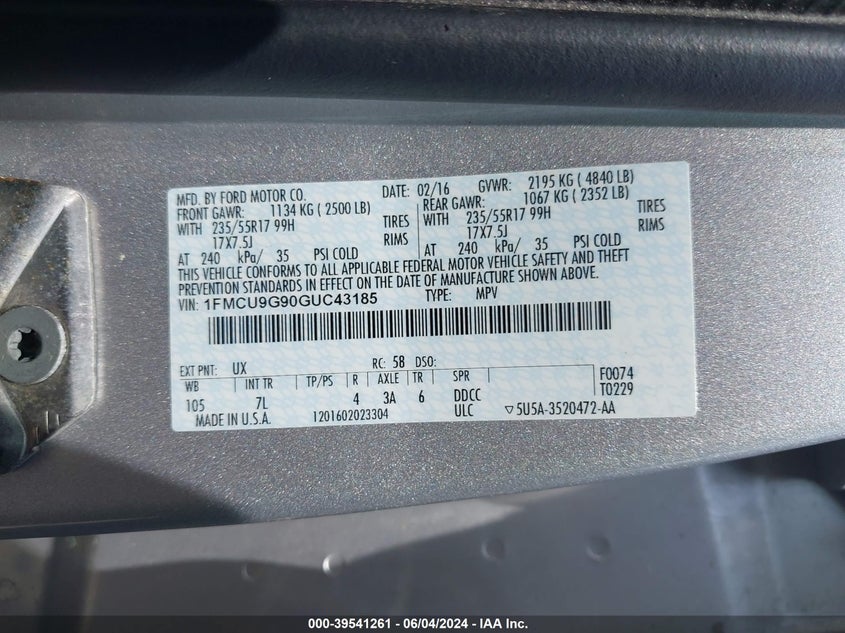 MFD. BY FORD MOTOR CO. DATE: 02/16 GVWR: 2195 KG ( 4840 LB)
FRONT GAWR: 1134 KG ( 2500 LB) REAR GAWR: 1067 KG ( 2352 LB)
WITH 235/55R17 99H TIRES WITH 235/55R17 99H TIRES
17X7.5J RIMS 17X7.5J RIMS
AT 240 kPa/ 35 PSI COLD AT 240 kPa/ 35 PSI COLD
THIS VEHICLE CONFORMS TO ALL APPLICABLE FEDERAL MOTOR VEHICLE SAFETY AND THEFT
PREVENTION STANDARDS IN EFFECT ON THE DATE OF MANUFACTURE SHOWN ABOVE.
VIN: 1FMCU9G90GUC43185 TYPE: MPV
EXT PNT: UX RC: 58 DSO: F0074
WB INT TR TP/PS R AXLE TR SPR T0229
105 7L 4 3A 6 DDCC
MADE IN U.S.A. 1201602023304 ULC ▽5U5A-3520472-AA
000-39541261 - 06/04/2024 - IAA Inc.